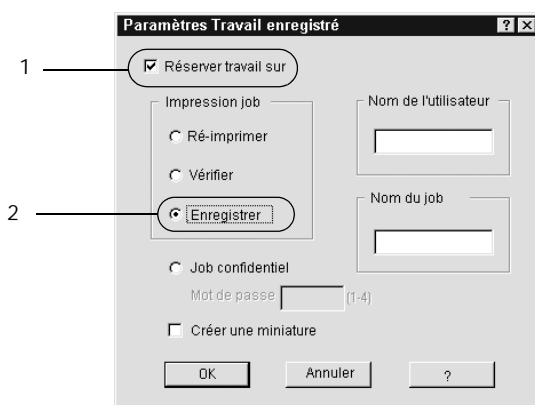 Paramètres Travail enregistré
1
Réserver travail sur
Impression job
Ré-imprimer
Vérifier
2
Enregistrer
Nom de l'utilisateur
Nom du job
Job confidentiel
Mot de passe (1-4)
Créer une miniature
OK
Annuler
?